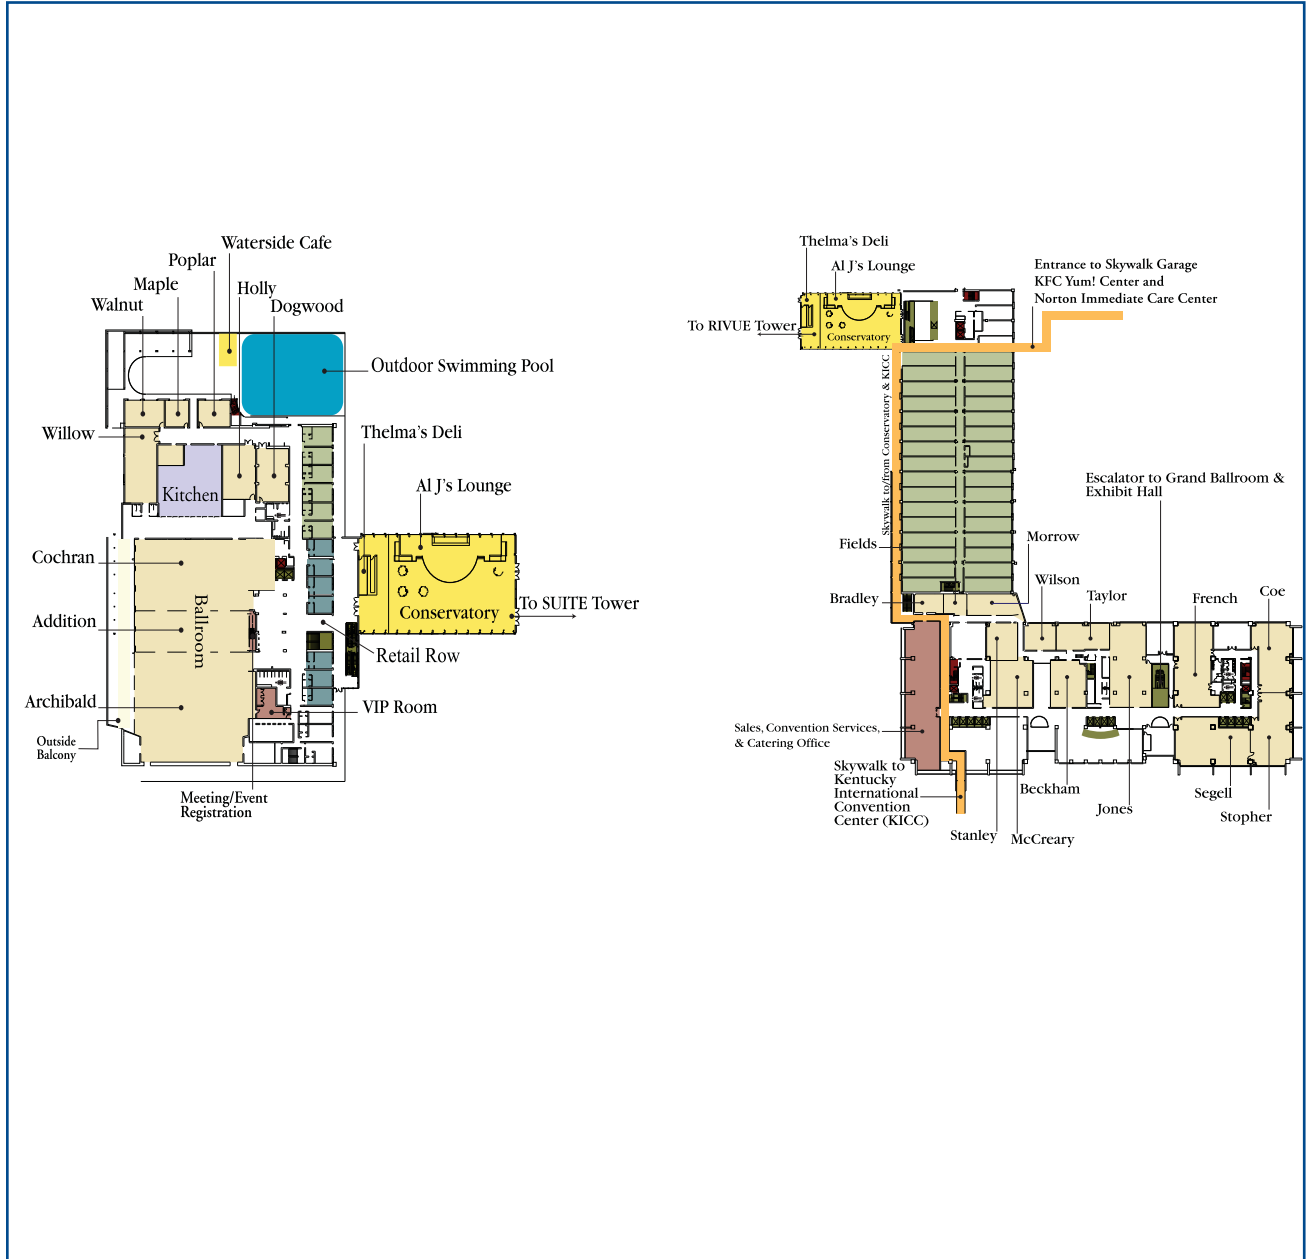 Waterside Cafe
Poplar
Maple
Holly
Walnut
Dogwood
Outdoor Swimming Pool
Willow
Thelma's Deli
Kitchen
Al J's Lounge
Cochran
Ballroom
Conservatory
To SUITE Tower
Addition
Retail Row
Archibald
VIP Room
Outside
Balcony
Meeting/Event
Registration
Thelma's Deli
Al J's Lounge
Entrance to Skywalk Garage
KFC Yum! Center and
Norton Immediate Care Center
To RIVUE Tower
Conservatory
Skywalk to/from Conservatory & KICC
Escalator to Grand Ballroom &
Exhibit Hall
Fields
Morrow
Wilson
Bradley
Taylor
French
Coe
Sales, Convention Services,
& Catering Office
Skywalk to
Kentucky
International
Convention
Center (KICC)
Beckham
Segell
Jones
Stopher
Stanley
McCreary